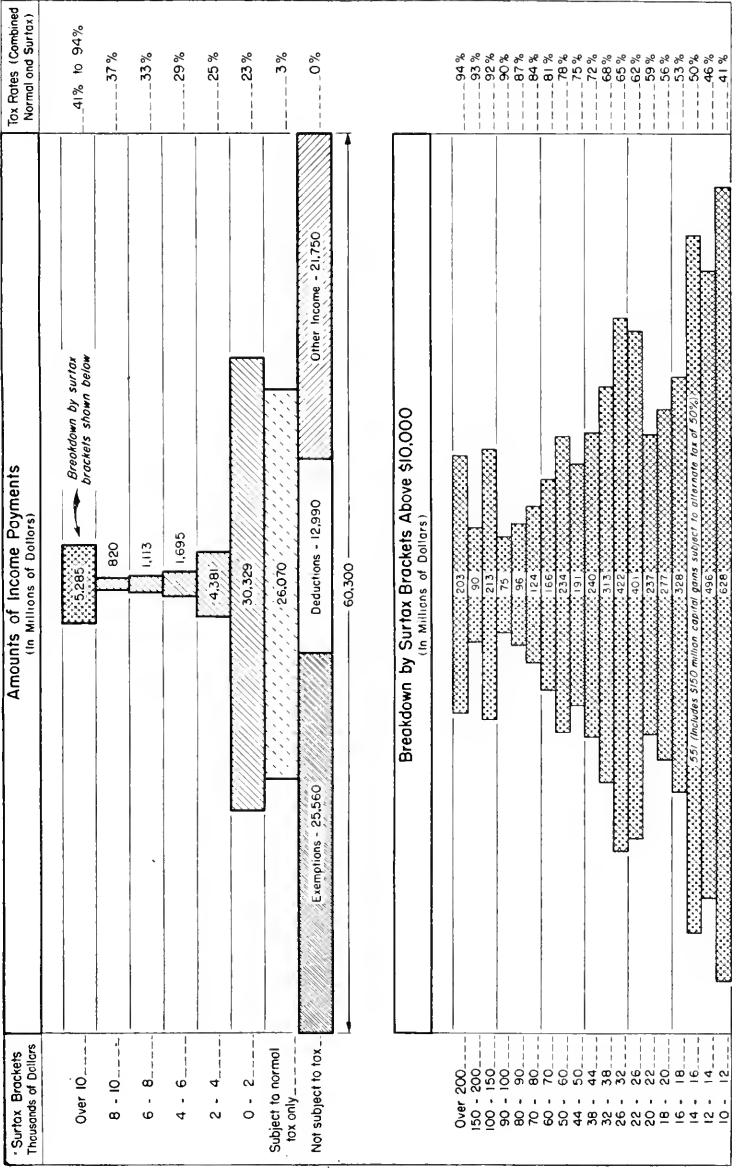 Surtax Brackets
Thousands of Dollars
Amounts of Income Payments
(In Millions of Dollars)
Tax Rates (Combined
Normal and Surtax)
Over 10 5,285 41% to 94%
Breakdown by surtax
brackets shown below
8 - 10 820 37%
6 - 8 1,113 33%
4 - 6 1,695 29%
2 - 4 4,381 25%
0 - 2 30,329 23%
Subject to normal
tax only 26,070 3%
Not subject to tax Exemptions - 25,560 Deductions - 12,990 Other Income - 21,750 0%
60,300
Breakdown by Surtax Brackets Above $10,000
(In Millions of Dollars)
Over 200 203 94%
150 - 200 90 93%
100 - 150 213 92%
90 - 100 75 90%
80 - 90 96 87%
70 - 80 124 84%
60 - 70 166 81%
50 - 60 234 78%
44 - 50 191 75%
38 - 44 240 72%
32 - 38 313 68%
26 - 32 422 65%
22 - 26 401 62%
20 - 22 237 59%
18 - 20 277 56%
16 - 18 328 53%
14 - 16 551 (Includes $150 million capital gains subject to alternate tax of 50%) 50%
12 - 14 496 46%
10 - 12 628 41%